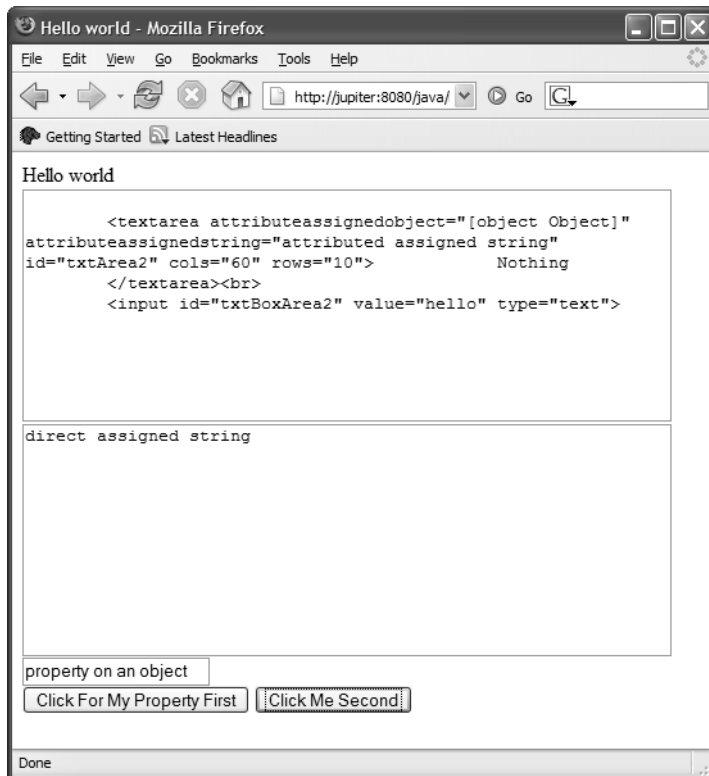 Hello world - Mozilla Firefox
File Edit View Go Bookmarks Tools Help
http://jupiter:8080/java/ Go G
Getting Started Latest Headlines
Hello world
<textarea attributeassignedobject="[object Object]"
attributeassignedstring="attributed assigned string"
id="txtArea2" cols="60" rows="10"> Nothing
</textarea><br>
<input id="txtBoxArea2" value="hello" type="text">
direct assigned string
property on an object
Click For My Property First Click Me Second
Done